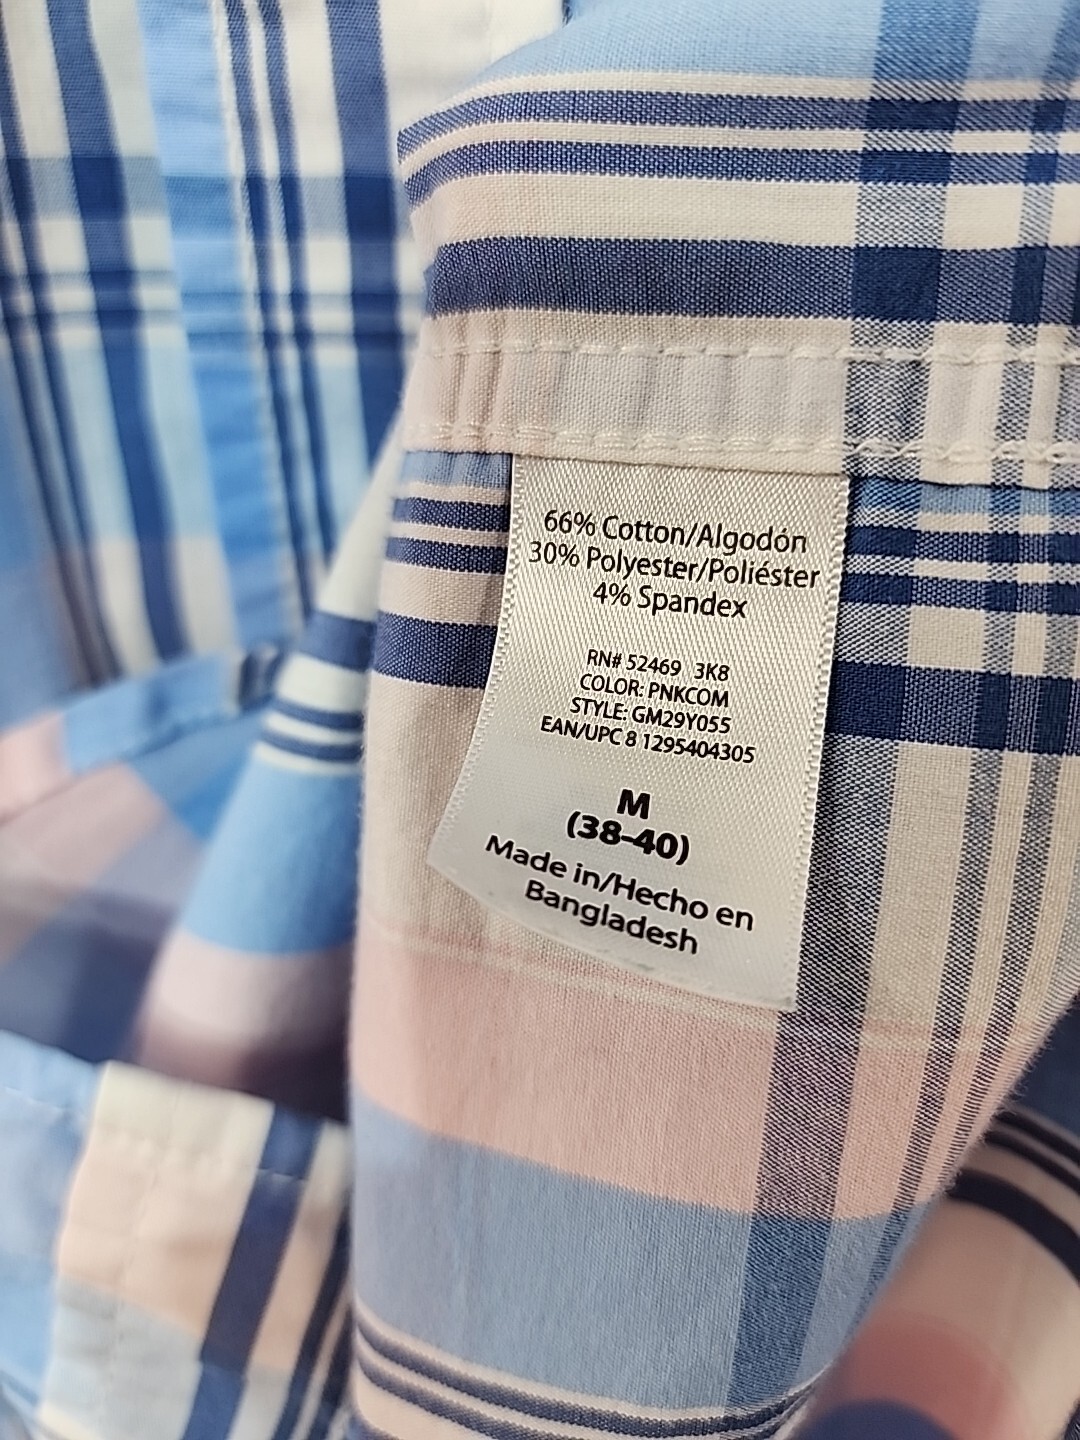 66% Cotton/Algodón
30% Polyester/Poliéster
4% Spandex
RN# 52469 3K8
COLOR: PNKCOM
STYLE: GM29Y055
EAN/UPC 8 1295404305
M
(38-40)
Made in/Hecho en
Bangladesh